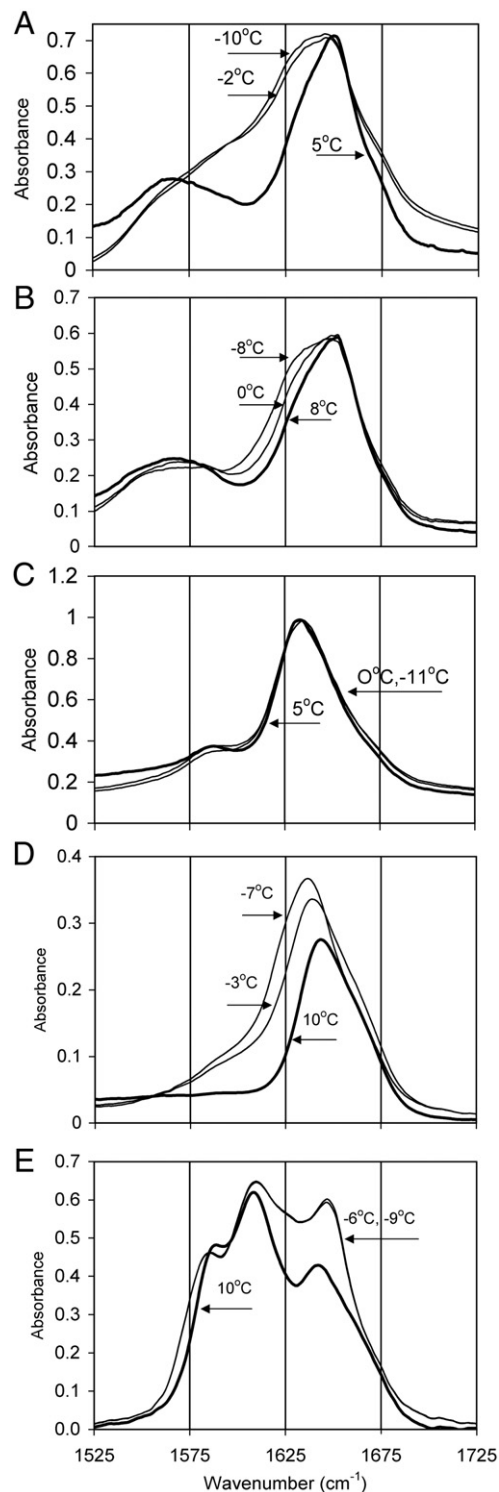 A
0.7
0.6
0.5
0.4
0.3
0.2
0.1
0
Absorbance
-10°C
-2°C
5°C
B
0.7
0.6
0.5
0.4
0.3
0.2
0.1
0
Absorbance
-8°C
0°C
8°C
C
1.2
1
0.8
0.6
0.4
0.2
0
Absorbance
O°C,-11°C
5°C
D
0.4
0.3
0.2
0.1
0
Absorbance
-7°C
-3°C
10°C
E
0.7
0.6
0.5
0.4
0.3
0.2
0.1
0.0
Absorbance
-6°C, -9°C
10°C
1525 1575 1625 1675 1725
Wavenumber (cm⁻¹)